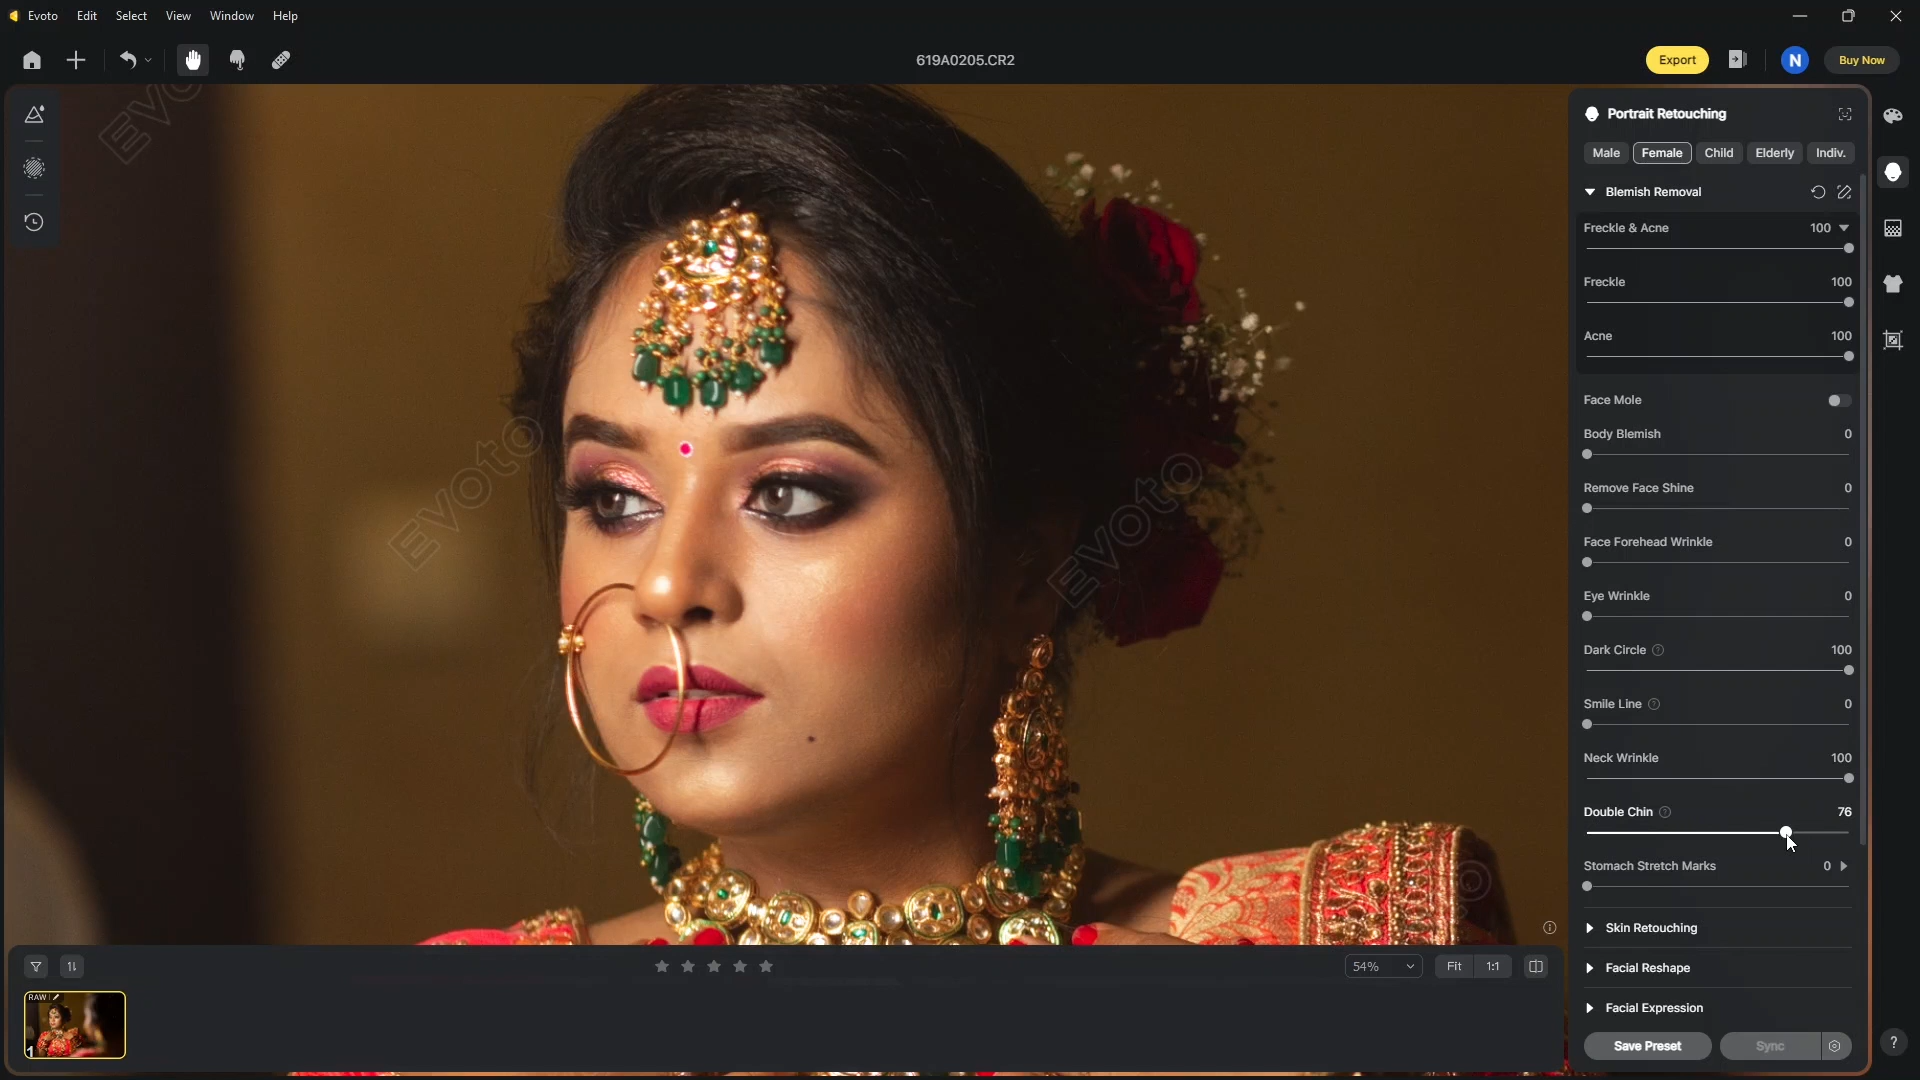 Evoto Edit Select View Window Help
619A0205.CR2
Export
N
Buy Now
Portrait Retouching
Male Female Child Elderly Indiv.
Blemish Removal
Freckle & Acne 100
Freckle 100
Acne 100
Face Mole
Body Blemish 0
Remove Face Shine 0
Face Forehead Wrinkle 0
Eye Wrinkle 0
Dark Circle ? 100
Smile Line ? 0
Neck Wrinkle 100
Double Chin ? 76
Stomach Stretch Marks 0
Skin Retouching
Facial Reshape
Facial Expression
Save Preset Sync
?
EVOTO
EVOTO
EVOTO
54% Fit 1:1
RAW
1